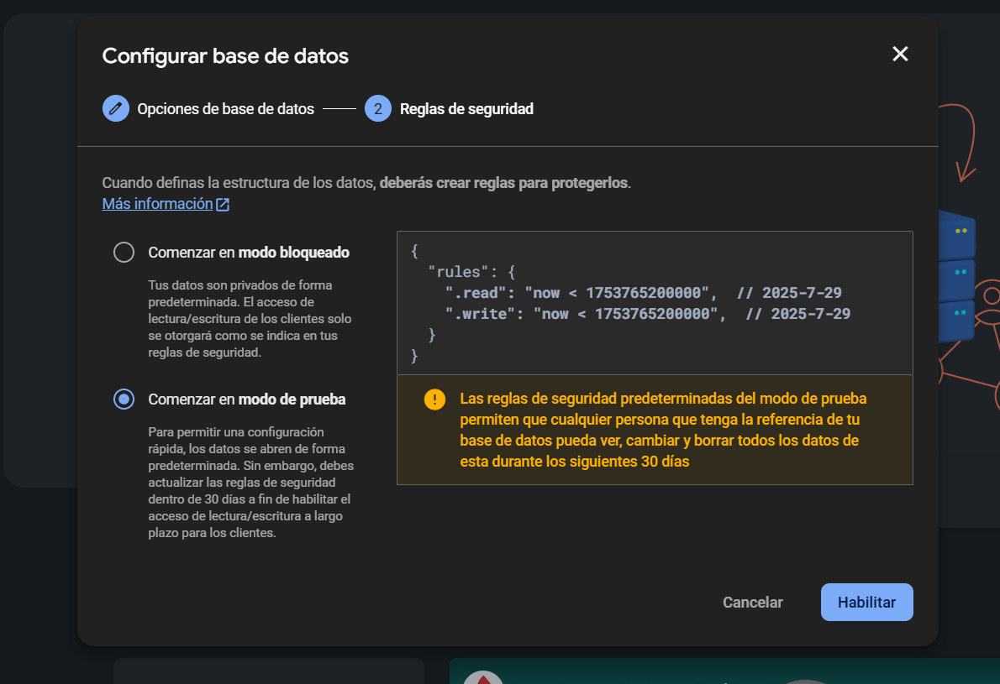 Configurar base de datos
Opciones de base de datos
2 Reglas de seguridad
Cuando definas la estructura de los datos, deberás crear reglas para protegerlos.
Más información
Comenzar en modo bloqueado
Tus datos son privados de forma
predeterminada. El acceso de
lectura/escritura de los clientes solo
se otorgará como se indica en tus
reglas de seguridad.
Comenzar en modo de prueba
Para permitir una configuración
rápida, los datos se abren de forma
predeterminada. Sin embargo, debes
actualizar las reglas de seguridad
dentro de 30 días a fin de habilitar el
acceso de lectura/escritura a largo
plazo para los clientes.
{
"rules": {
".read": "now < 1753765200000",  // 2025-7-29
".write": "now < 1753765200000",  // 2025-7-29
}
}
Las reglas de seguridad predeterminadas del modo de prueba
permiten que cualquier persona que tenga la referencia de tu
base de datos pueda ver, cambiar y borrar todos los datos de
esta durante los siguientes 30 días
Cancelar
Habilitar